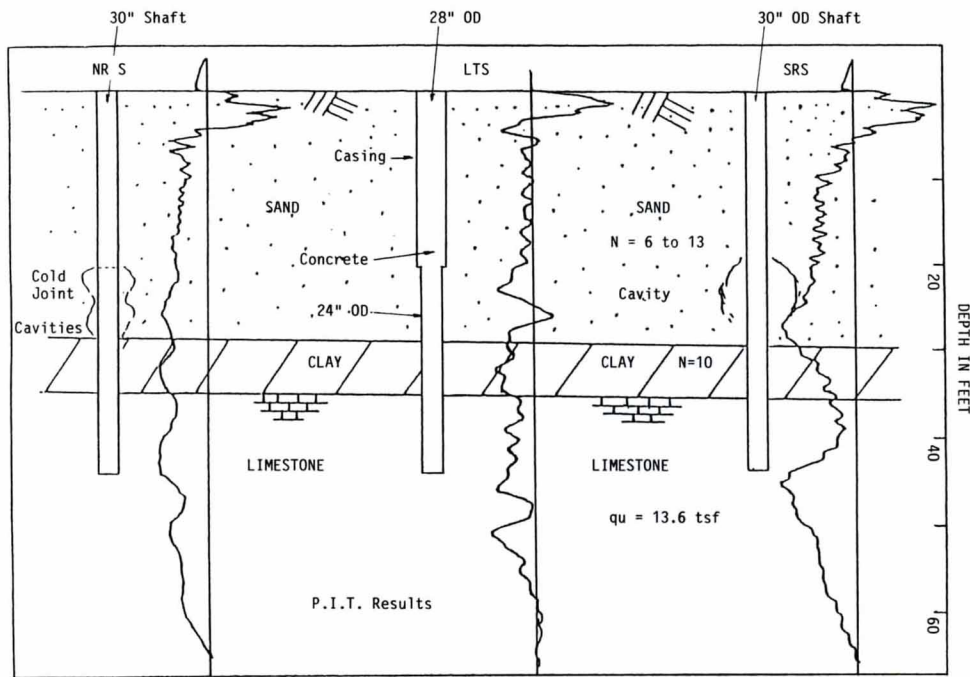 30" Shaft
28" OD
30" OD Shaft
NR S
LTS
SRS
Casing
SAND
SAND
N = 6 to 13
Concrete
Cold
Joint
Cavity
20
Cavities
24" OD
CLAY
CLAY
N=10
DEPTH IN FEET
LIMESTONE
LIMESTONE
40
qu = 13.6 tsf
P.I.T. Results
60